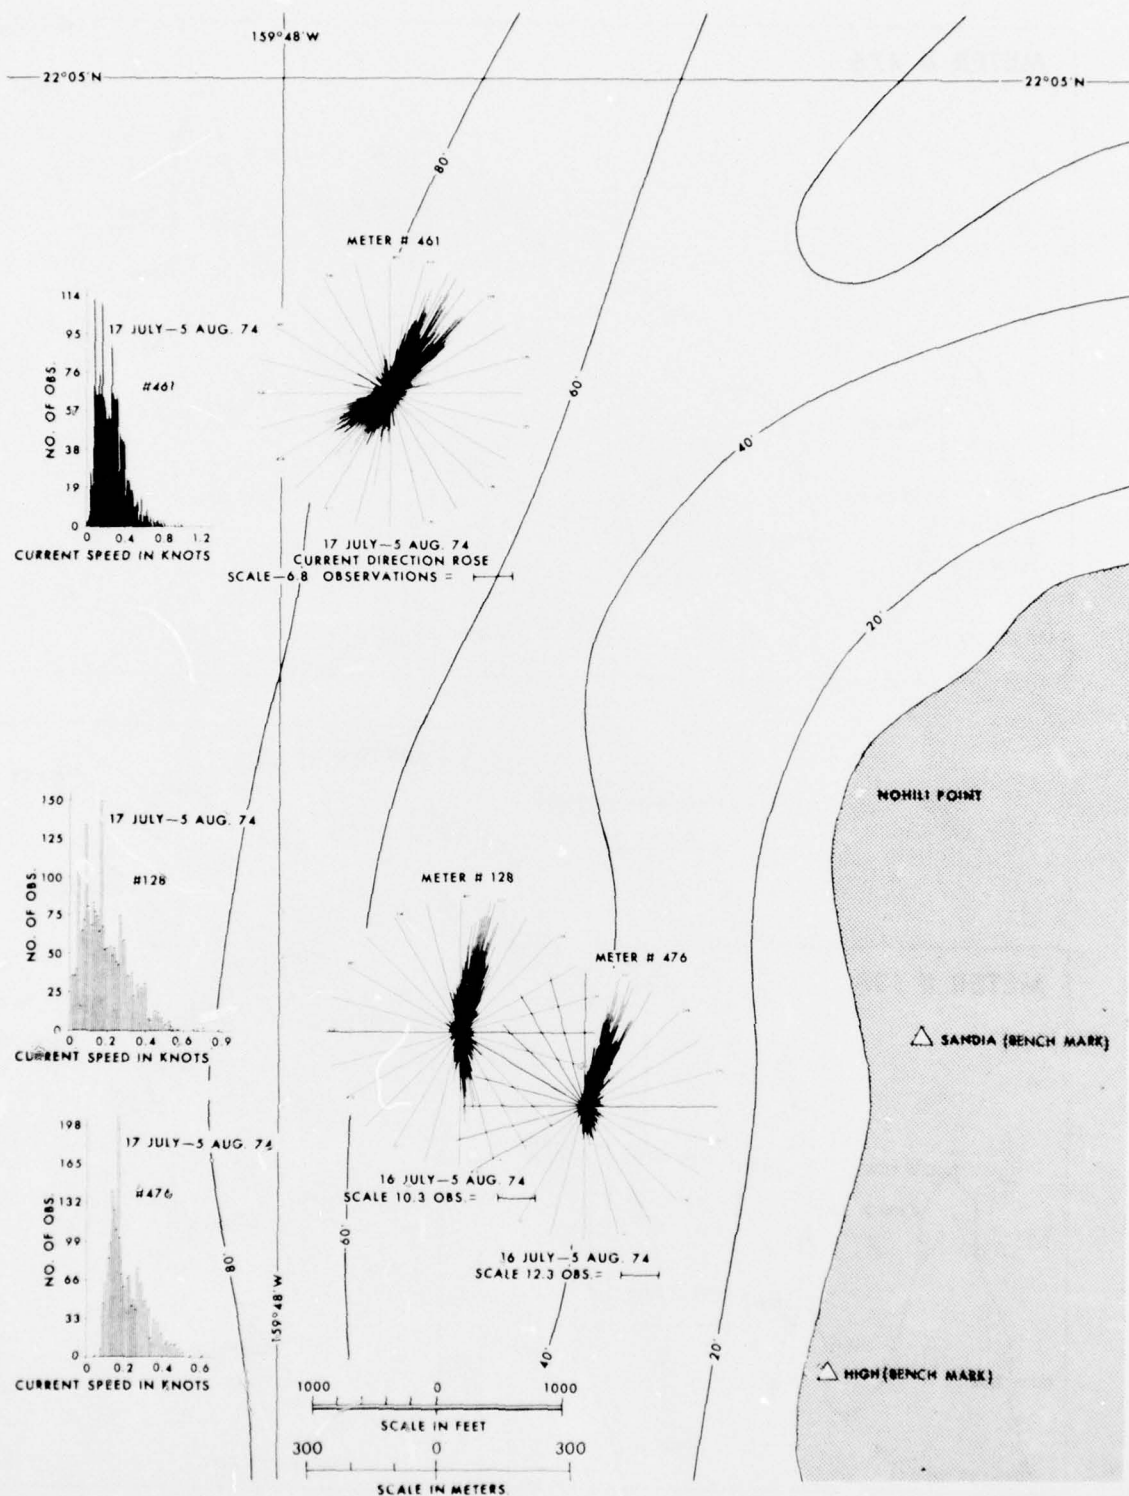 159°48'W
22°05'N
22°05'N
80'
METER # 461
114
95
76
57
38
19
0
NO. OF OBS.
17 JULY—5 AUG. 74
#461
0 0.4 0.8 1.2
CURRENT SPEED IN KNOTS
60'
40'
17 JULY—5 AUG. 74
CURRENT DIRECTION ROSE
SCALE—6.8 OBSERVATIONS =
20'
NOHILI POINT
150
125
100
75
50
25
0
NO. OF OBS.
17 JULY—5 AUG. 74
#128
0 0.2 0.4 0.6 0.9
CURRENT SPEED IN KNOTS
METER # 128
METER # 476
SANDIA (BENCH MARK)
198
165
132
99
66
33
0
NO. OF OBS.
17 JULY—5 AUG. 74
#476
0 0.2 0.4 0.6
CURRENT SPEED IN KNOTS
16 JULY—5 AUG. 74
SCALE 10.3 OBS.=
60'
80'
159°48'W
16 JULY—5 AUG. 74
SCALE 12.3 OBS.=
40'
20'
HIGH (BENCH MARK)
1000 0 1000
SCALE IN FEET
300 0 300
SCALE IN METERS